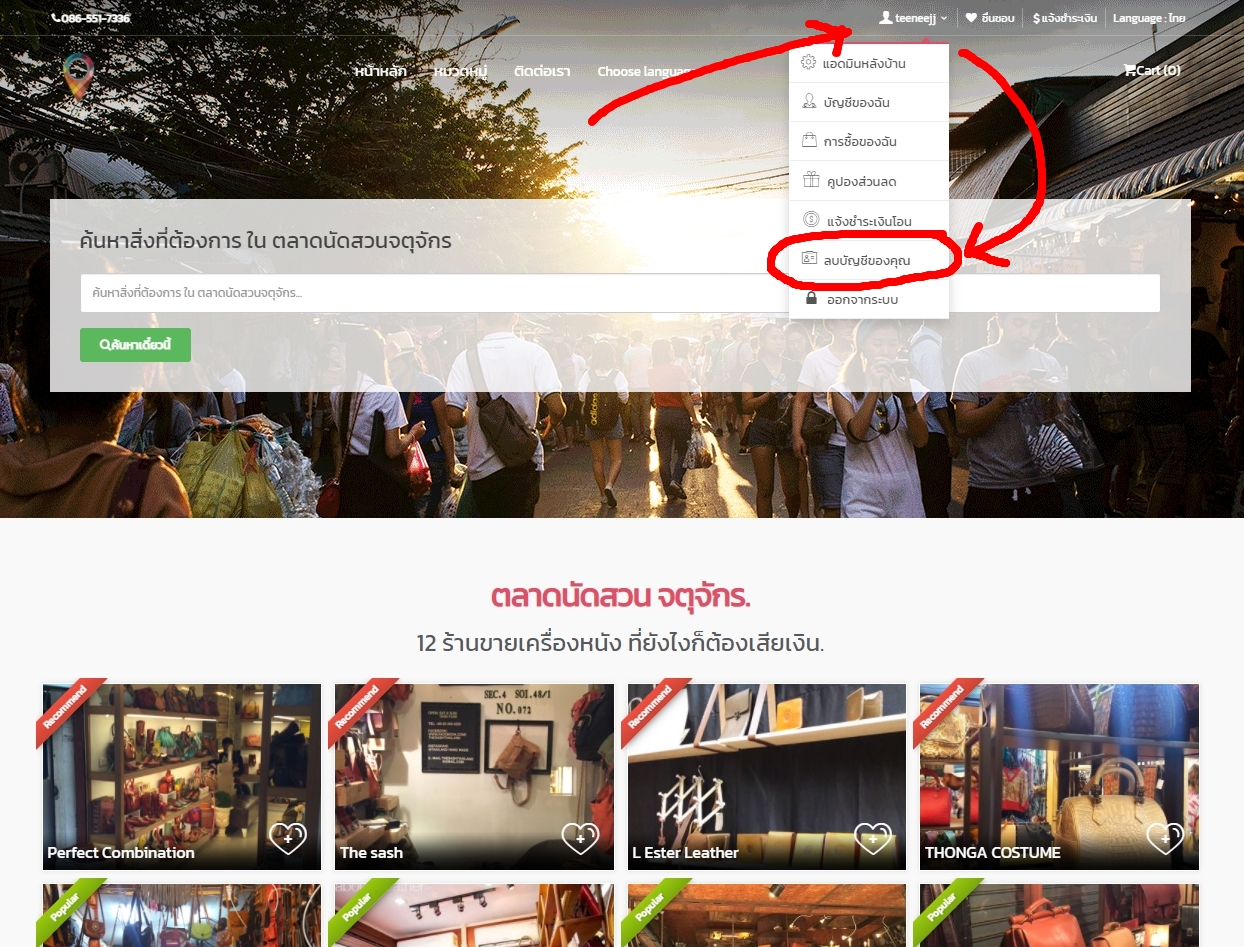 086-551-7336
teeneejj
ชื่นชอบ
$ แจ้งชำระเงิน
Language : ไทย
หน้าหลัก
หมวดหมู่
ติดต่อเรา
Choose languag
Cart (0)
แอดมินหลังบ้าน
บัญชีของฉัน
การซื้อของฉัน
คูปองส่วนลด
แจ้งชำระเงินโอน
ลบบัญชีของคุณ
ออกจากระบบ
ค้นหาสิ่งที่ต้องการ ใน ตลาดนัดสวนจตุจักร
ค้นหาสิ่งที่ต้องการ ใน ตลาดนัดสวนจตุจักร...
ค้นหาเดี๋ยวนี้
adidas
ตลาดนัดสวน จตุจักร.
12 ร้านขายเครื่องหนัง ที่ยังไงก็ต้องเสียเงิน.
Recommend
Perfect Combination
Recommend
SEC.4 SOI.48/1
NO.072
The sash
Recommend
L Ester Leather
Recommend
THONGA COSTUME
Popular
Popular
Popular
Popular